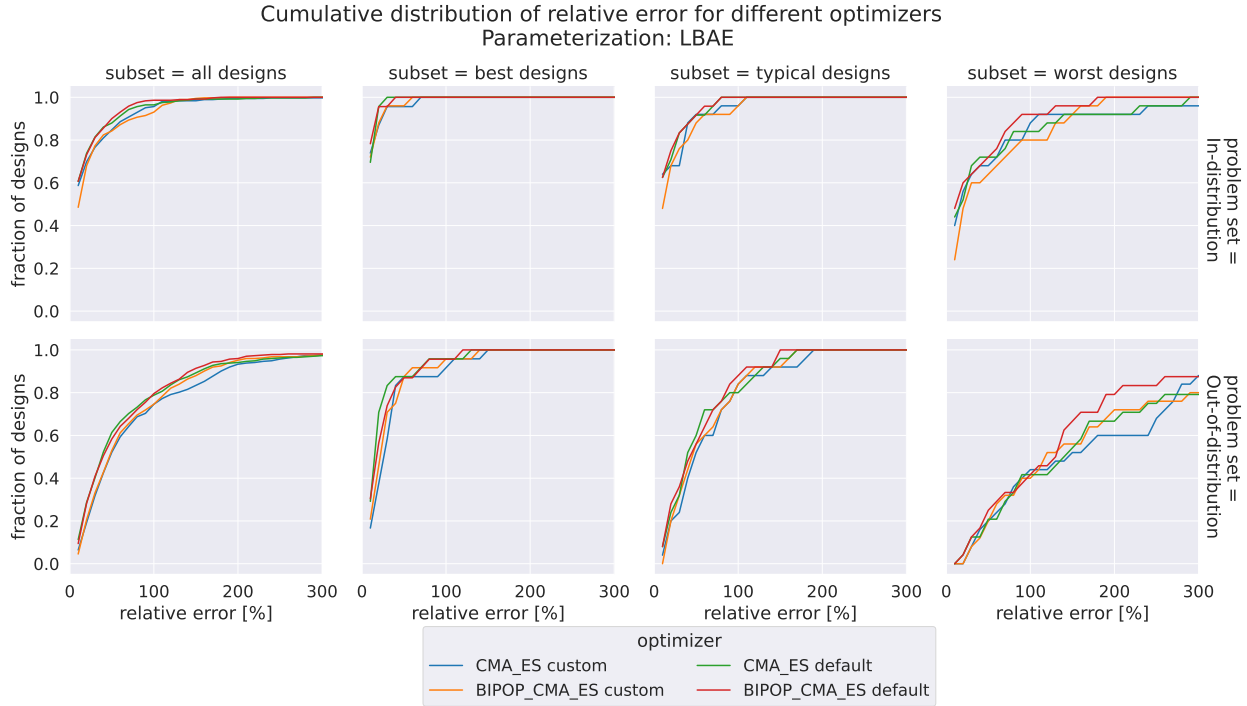 Cumulative distribution of relative error for different optimizers
Parameterization: LBAE
subset = all designs
subset = best designs
subset = typical designs
subset = worst designs
fraction of designs
1.0
0.8
0.6
0.4
0.2
0.0
problem set =
In-distribution
fraction of designs
1.0
0.8
0.6
0.4
0.2
0.0
problem set =
Out-of-distribution
0 100 200 300
0 100 200 300
0 100 200 300
0 100 200 300
relative error [%]
relative error [%]
relative error [%]
relative error [%]
optimizer
CMA_ES custom
CMA_ES default
BIPOP_CMA_ES custom
BIPOP_CMA_ES default